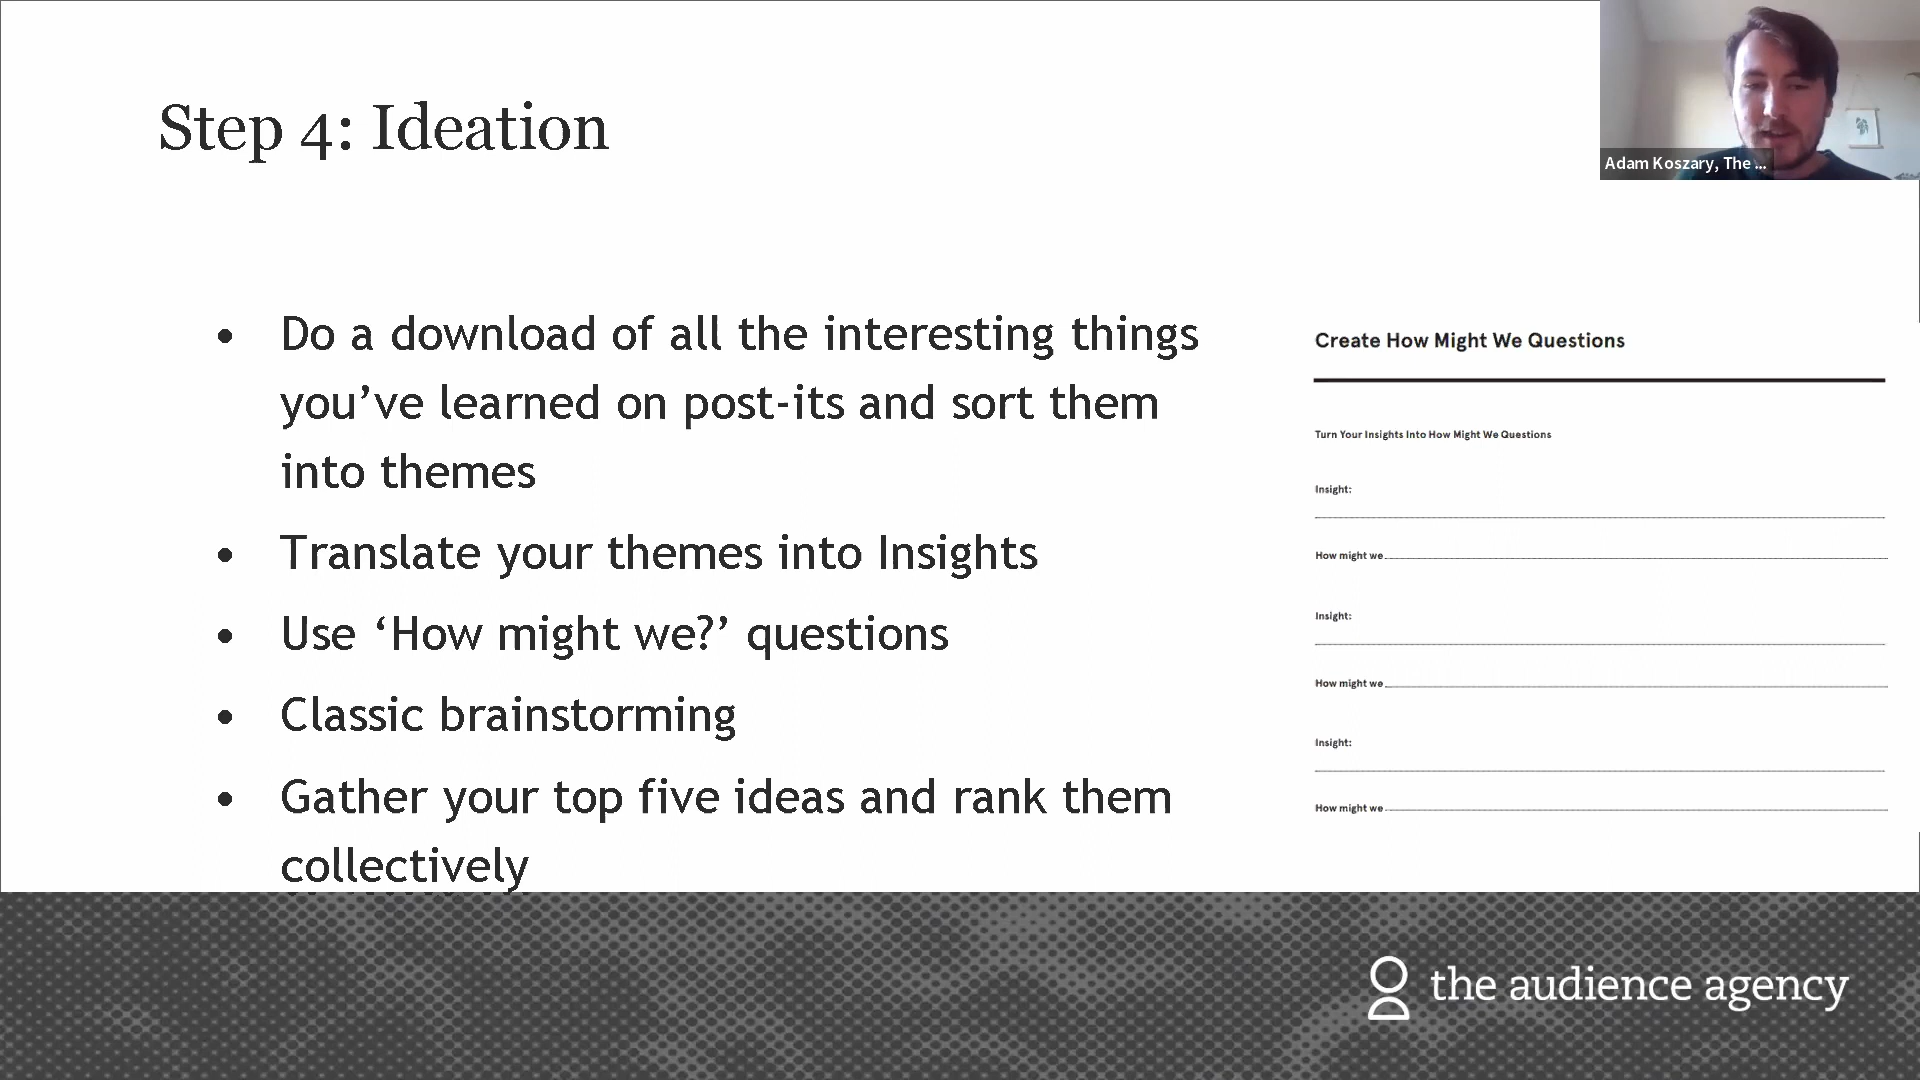 Step 4: Ideation
Adam Koszary, The ...
• Do a download of all the interesting things
you’ve learned on post-its and sort them
into themes
• Translate your themes into Insights
• Use ‘How might we?’ questions
• Classic brainstorming
• Gather your top five ideas and rank them
collectively
Create How Might We Questions
Turn Your Insights Into How Might We Questions
Insight:
How might we
Insight:
How might we
Insight:
How might we
the audience agency